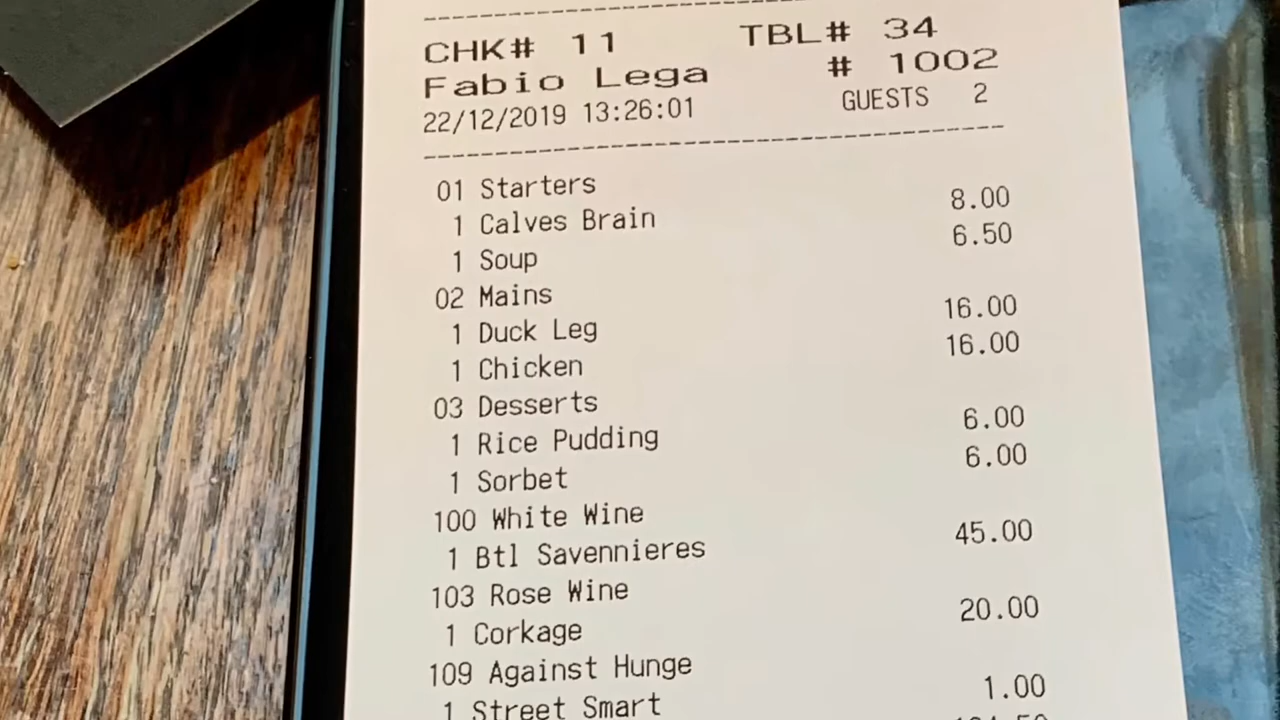 CHK# 11 TBL# 34
Fabio Lega # 1002
22/12/2019 13:26:01 GUESTS 2
01 Starters
1 Calves Brain 8.00
1 Soup 6.50
02 Mains
1 Duck Leg 16.00
1 Chicken 16.00
03 Desserts
1 Rice Pudding 6.00
1 Sorbet 6.00
100 White Wine
1 Btl Savennieres 45.00
103 Rose Wine
1 Corkage 20.00
109 Against Hunge
1 Street Smart 1.00